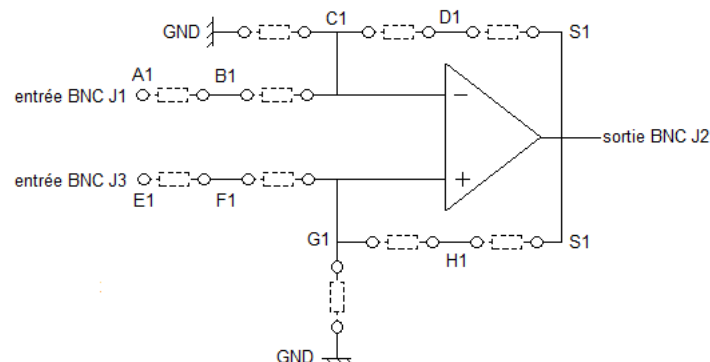 C1
D1
GND
S1
A1
B1
entrée BNC J1
−
sortie BNC J2
entrée BNC J3
+
E1
F1
G1
S1
H1
GND